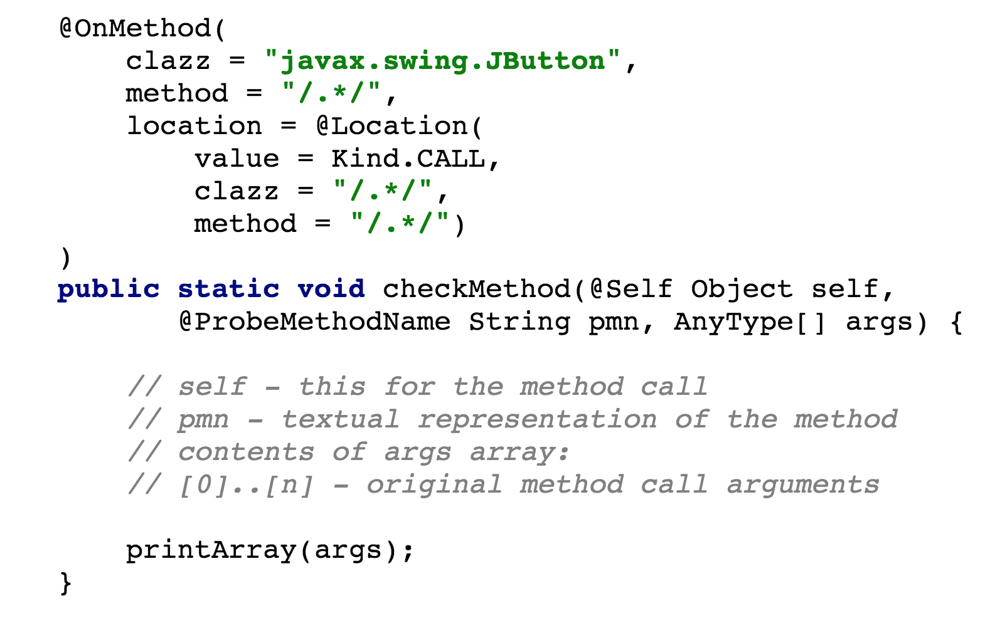 @OnMethod(
    clazz = "javax.swing.JButton",
    method = "/.*/",
    location = @Location(
        value = Kind.CALL,
        clazz = "/.*/",
        method = "/.*/")
)
public static void checkMethod(@Self Object self,
       @ProbeMethodName String pmn, AnyType[] args) {
    // self – this for the method call
    // pmn – textual representation of the method
    // contents of args array:
    // [0]..[n] – original method call arguments
    printArray(args);
}